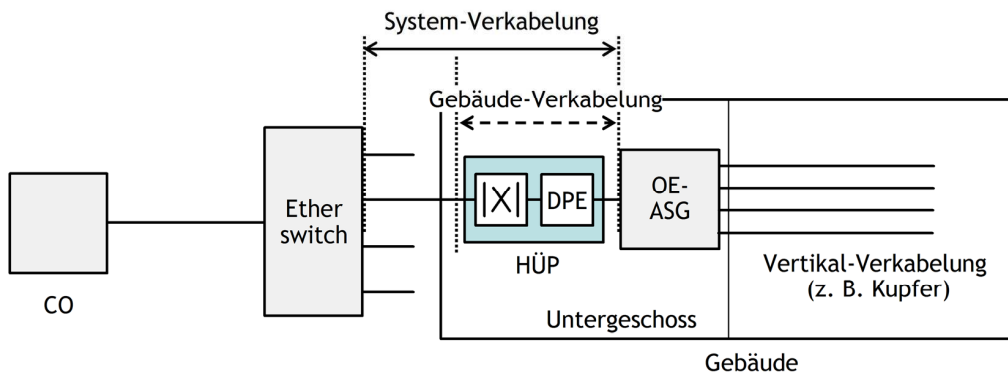 System-Verkabelung
Gebäude-Verkabelung
Ether
switch
|X|
DPE
OE-
ASG
HÜP
CO
Vertikal-Verkabelung
(z. B. Kupfer)
Untergeschoss
Gebäude